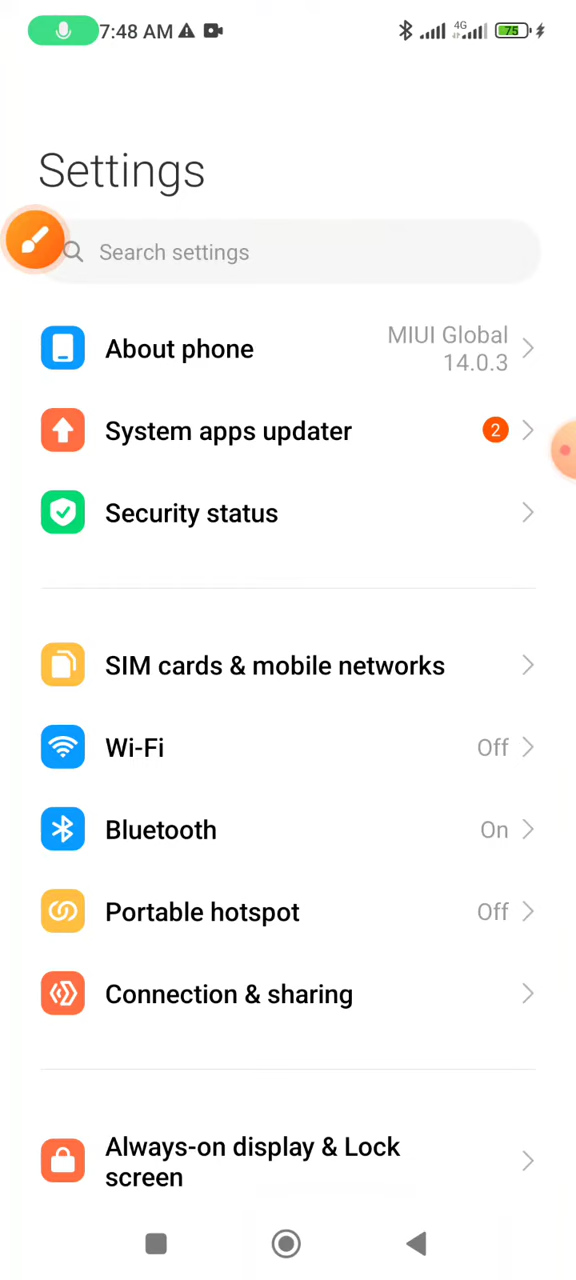 7:48 AM
4G
75
Settings
Search settings
About phone
MIUI Global
14.0.3
System apps updater
2
Security status
SIM cards & mobile networks
Wi-Fi
Off
Bluetooth
On
Portable hotspot
Off
Connection & sharing
Always-on display & Lock
screen